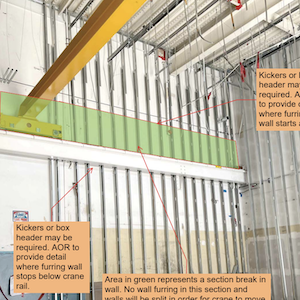 Kickers or b
header may
required. A
to provide d
where furri
wall starts a
Kickers or box
header may be
required. AOR to
provide detail
where furring wall
stops below crane
rail.
Area in green represents a section break in
wall. No wall furring in this section and
walls will be split in order for crane to move